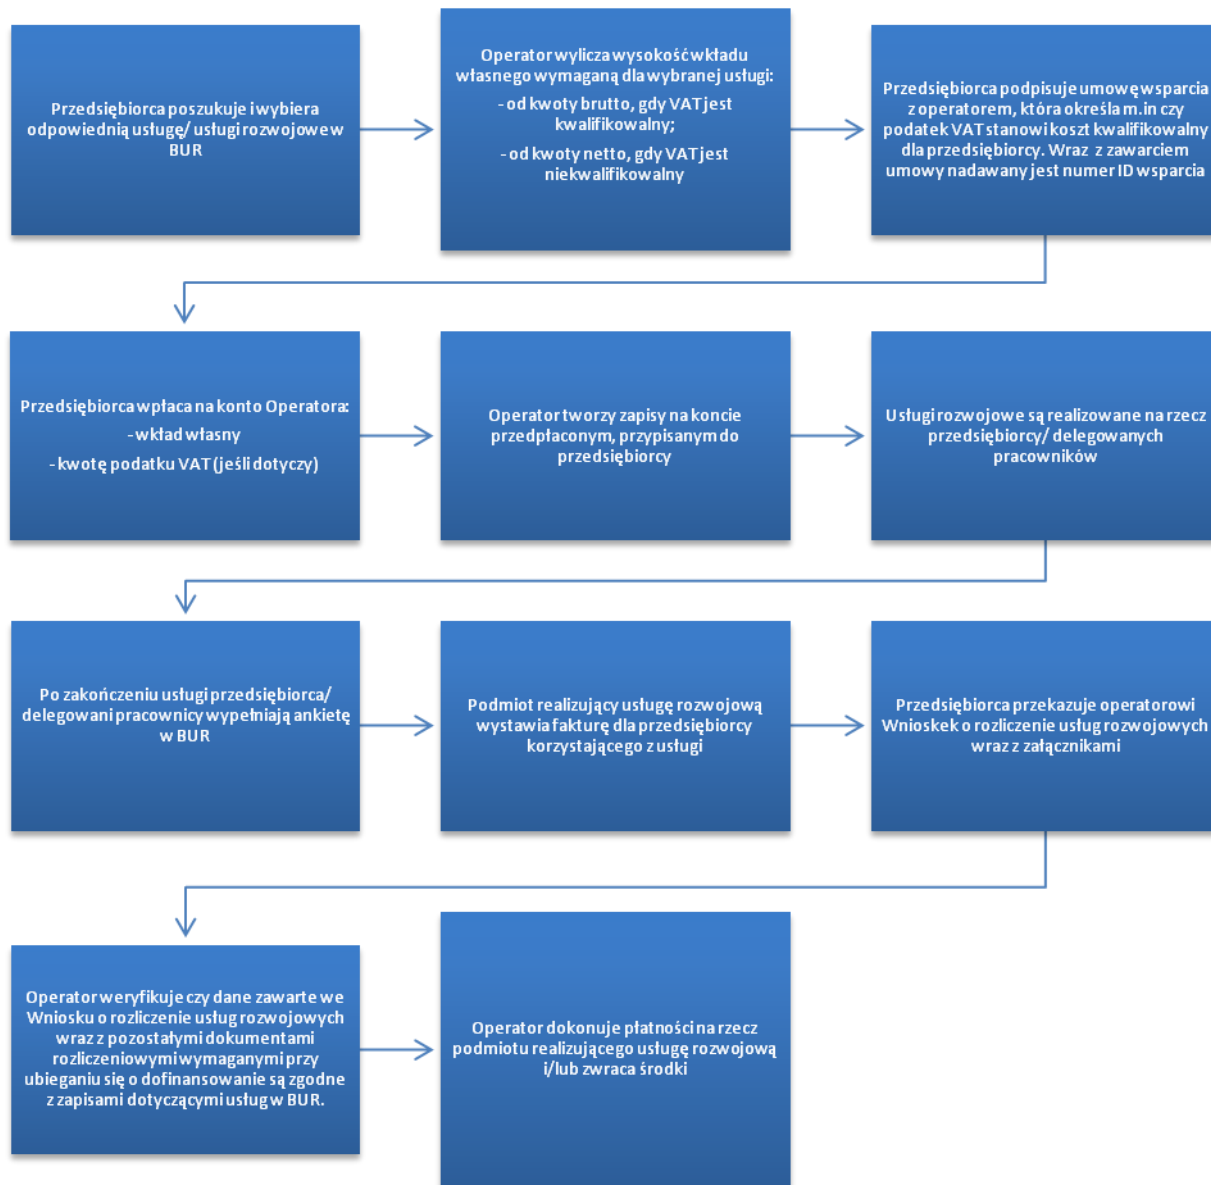 Przedsiębiorca poszukuje i wybiera
odpowiednią usługę/ usługi rozwojowe w
BUR
Operator wylicza wysokość wkładu
własnego wymaganą dla wybranej usługi:
- od kwoty brutto, gdy VAT jest
kwalifikowalny;
- od kwoty netto, gdy VAT jest
niekwalifikowalny
Przedsiębiorca podpisuje umowę wsparcia
z operatorem, która określa m.in czy
podatek VAT stanowi koszt kwalifikowalny
dla przedsiębiorcy. Wraz z zawarciem
umowy nadawany jest numer ID wsparcia
Przedsiębiorca wpłaca na konto Operatora:
- wkład własny
- kwotę podatku VAT (jeśli dotyczy)
Operator tworzy zapisy na koncie
przedpłaconym, przypisanym do
przedsiębiorcy
Usługi rozwojowe są realizowane na rzecz
przedsiębiorcy/ delegowanych
pracowników
Po zakończeniu usługi przedsiębiorca/
delegowani pracownicy wypełniają ankietę
w BUR
Podmiot realizujący usługę rozwojową
wystawia fakturę dla przedsiębiorcy
korzystającego z usługi
Przedsiębiorca przekazuje operatorowi
Wniosek o rozliczenie usług rozwojowych
wraz z załącznikami
Operator weryfikuje czy dane zawarte we
Wniosku o rozliczenie usług rozwojowych
wraz z pozostałymi dokumentami
rozliczeniowymi wymaganymi przy
ubieganiu się o dofinansowanie są zgodne
z zapisami dotyczącymi usług w BUR.
Operator dokonuje płatności na rzecz
podmiotu realizującego usługę rozwojową
i/lub zwraca środki